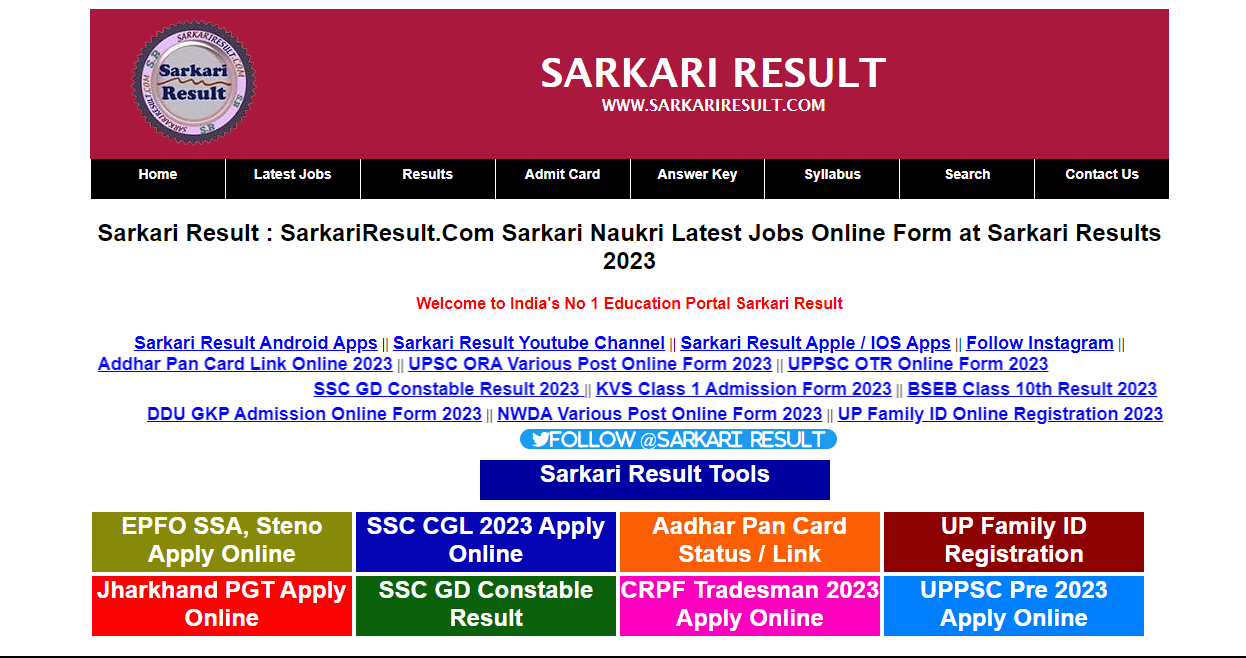 SARKARIRESULT.COM
S.R
Sarkari
Result
SARKARIRESULT.COM
S.R
SARKARI RESULT
WWW.SARKARIRESULT.COM
Home Latest Jobs Results Admit Card Answer Key Syllabus Search Contact Us
Sarkari Result : SarkariResult.Com Sarkari Naukri Latest Jobs Online Form at Sarkari Results
2023
Welcome to India's No 1 Education Portal Sarkari Result
Sarkari Result Android Apps || Sarkari Result Youtube Channel || Sarkari Result Apple / IOS Apps || Follow Instagram ||
Addhar Pan Card Link Online 2023 || UPSC ORA Various Post Online Form 2023 || UPPSC OTR Online Form 2023
SSC GD Constable Result 2023 || KVS Class 1 Admission Form 2023 || BSEB Class 10th Result 2023
DDU GKP Admission Online Form 2023 || NWDA Various Post Online Form 2023 || UP Family ID Online Registration 2023
FOLLOW @SARKARI RESULT
Sarkari Result Tools
EPFO SSA, Steno
Apply Online
SSC CGL 2023 Apply
Online
Aadhar Pan Card
Status / Link
UP Family ID
Registration
Jharkhand PGT Apply
Online
SSC GD Constable
Result
CRPF Tradesman 2023
Apply Online
UPPSC Pre 2023
Apply Online